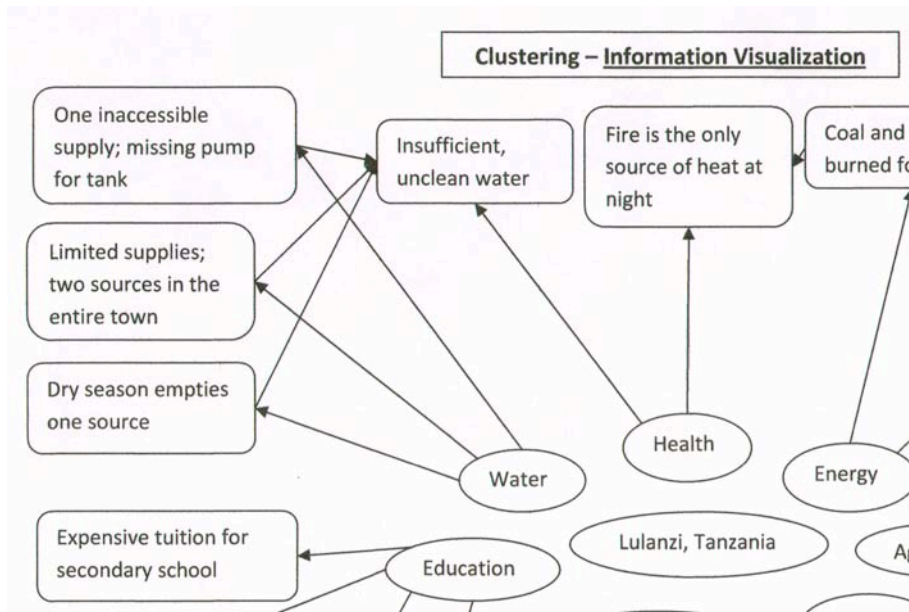 Clustering – Information Visualization
One inaccessible
supply; missing pump
for tank
Insufficient,
unclean water
Fire is the only
source of heat at
night
Coal and
burned fo
Limited supplies;
two sources in the
entire town
Dry season empties
one source
Water
Health
Energy
Expensive tuition for
secondary school
Education
Lulanzi, Tanzania